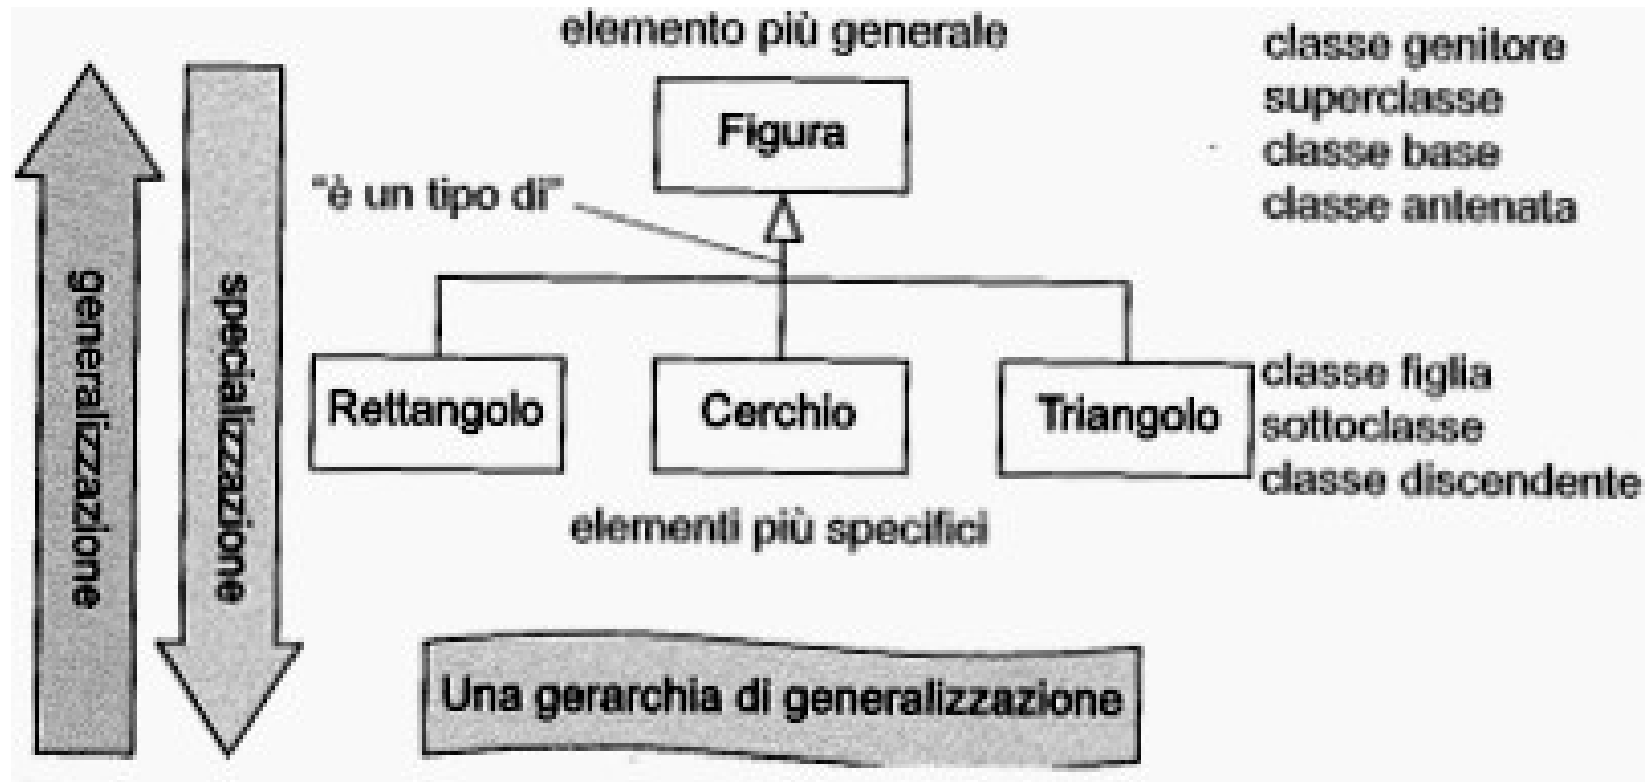 elemento più generale
Figura
"è un tipo di"
classe genitore
superclasse
classe base
classe antenata
generalizzazione
specializzazione
Rettangolo
Cerchio
Triangolo
classe figlia
sottoclasse
classe discendente
elementi più specifici
Una gerarchia di generalizzazione